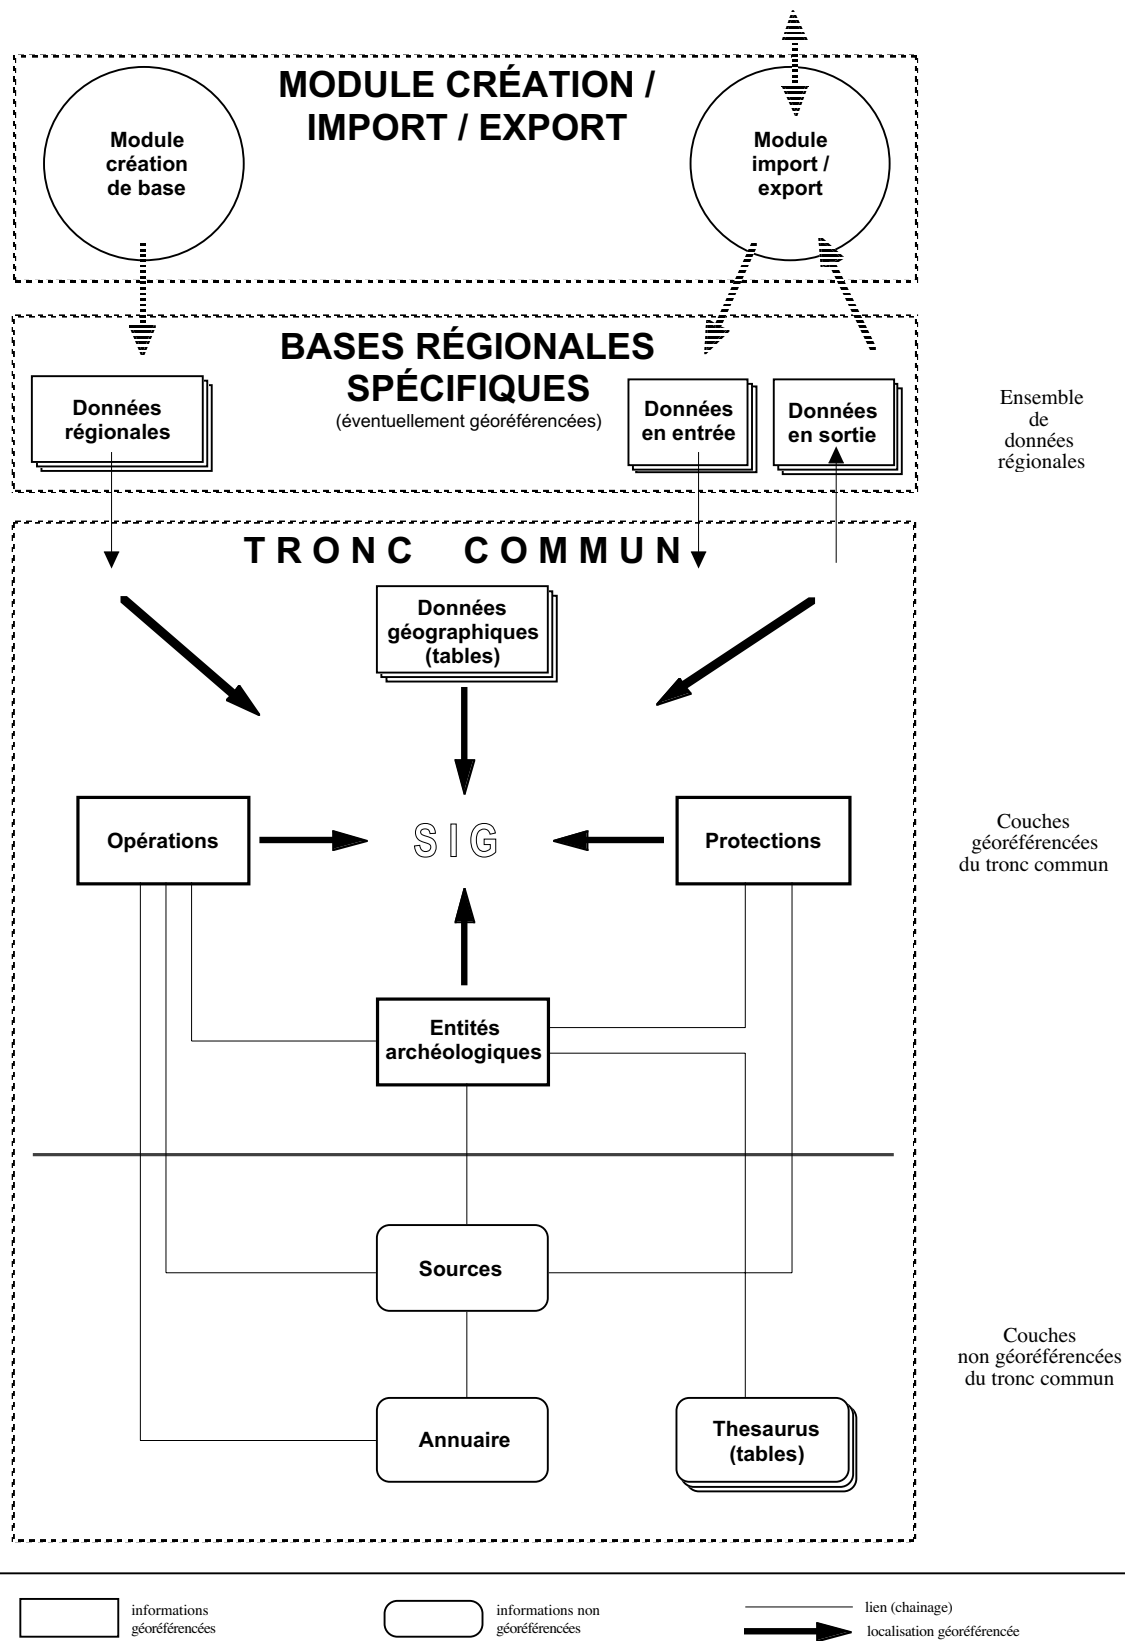 MODULE CRÉATION /
IMPORT / EXPORT
Module
création
de base
Module
import /
export
BASES RÉGIONALES
SPÉCIFIQUES
(éventuellement géoréférencées)
Données
régionales
Données
en entrée
Données
en sortie
Ensemble
de
données
régionales
TRONC COMMUN
Données
géographiques
(tables)
Opérations
SIG
Protections
Couches
géoréférencées
du tronc commun
Entités
archéologiques
Sources
Annuaire
Thesaurus
(tables)
Couches
non géoréférencées
du tronc commun
informations
géoréférencées
informations non
géoréférencées
lien (chainage)
localisation géoréférencée